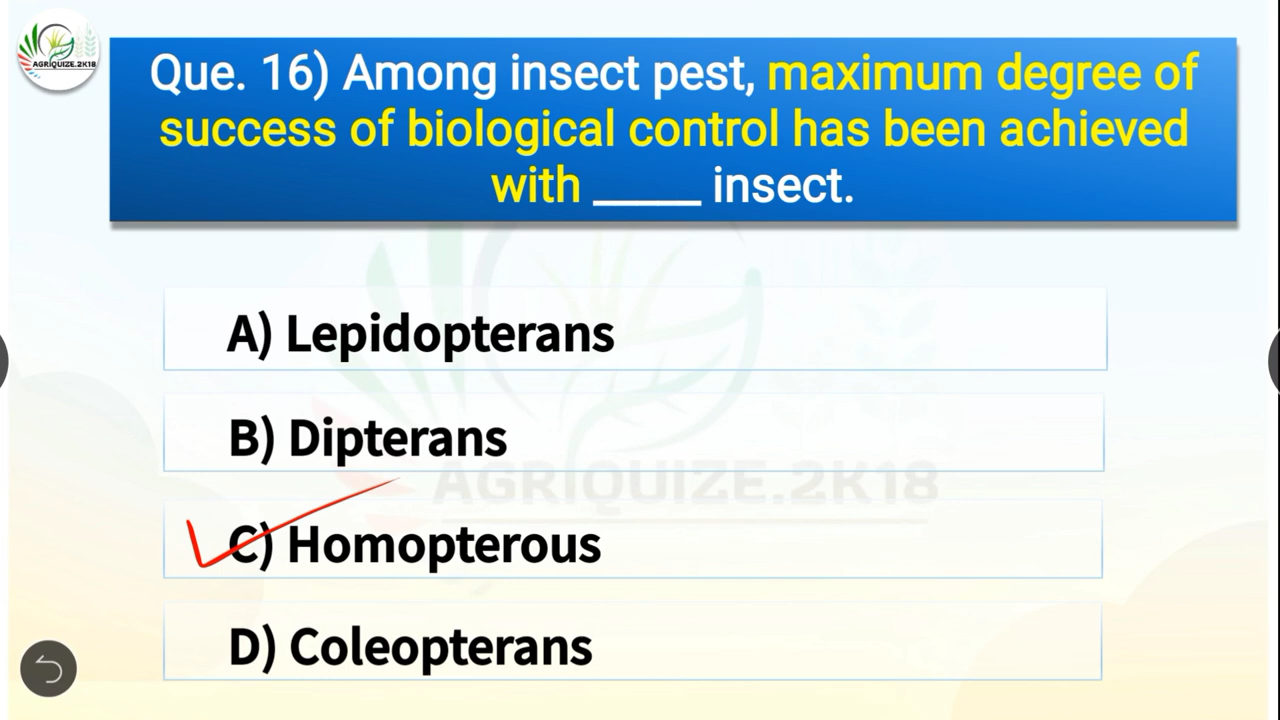 AGRIQUIZE.2K18
Que. 16) Among insect pest, maximum degree of
success of biological control has been achieved
with _____ insect.
A) Lepidopterans
B) Dipterans
AGRIQUIZE.2K18
C) Homopterous
D) Coleopterans